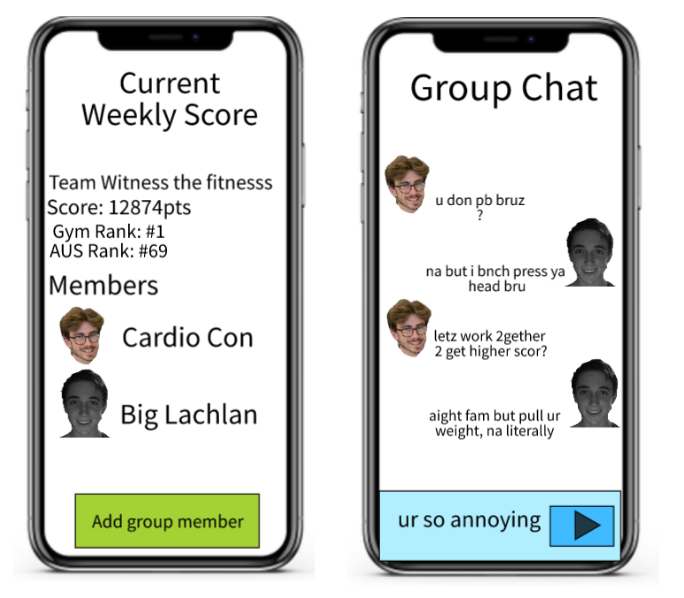 Current
Weekly Score
Team Witness the fitnesss
Score: 12874pts
Gym Rank: #1
AUS Rank: #69
Members
Cardio Con
Big Lachlan
Add group member
Group Chat
u don pb bruz
?
na but i bnch press ya
head bru
letz work 2gether
2 get higher scor?
aight fam but pull ur
weight, na literally
ur so annoying